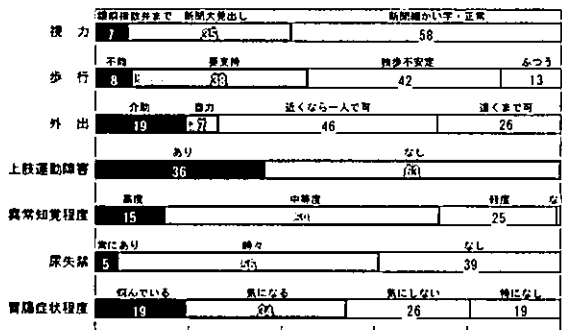 眼前指数弁まで 新聞大見出し 新聞細かい字・正常
視力 7 35 58
不能 要支持 独歩不安定 ふつう
歩行 8 38 42 13
介助 自力 近くなら一人で可 遠くまで可
外出 19 46 26
あり なし
上肢運動障害 36
高度 中等度 軽度 な
異常知覚程度 15 25
常にあり 時々 なし
尿失禁 5 39
悩んでいる 気になる 気にしない 特になし
胃腸症状程度 19 26 19